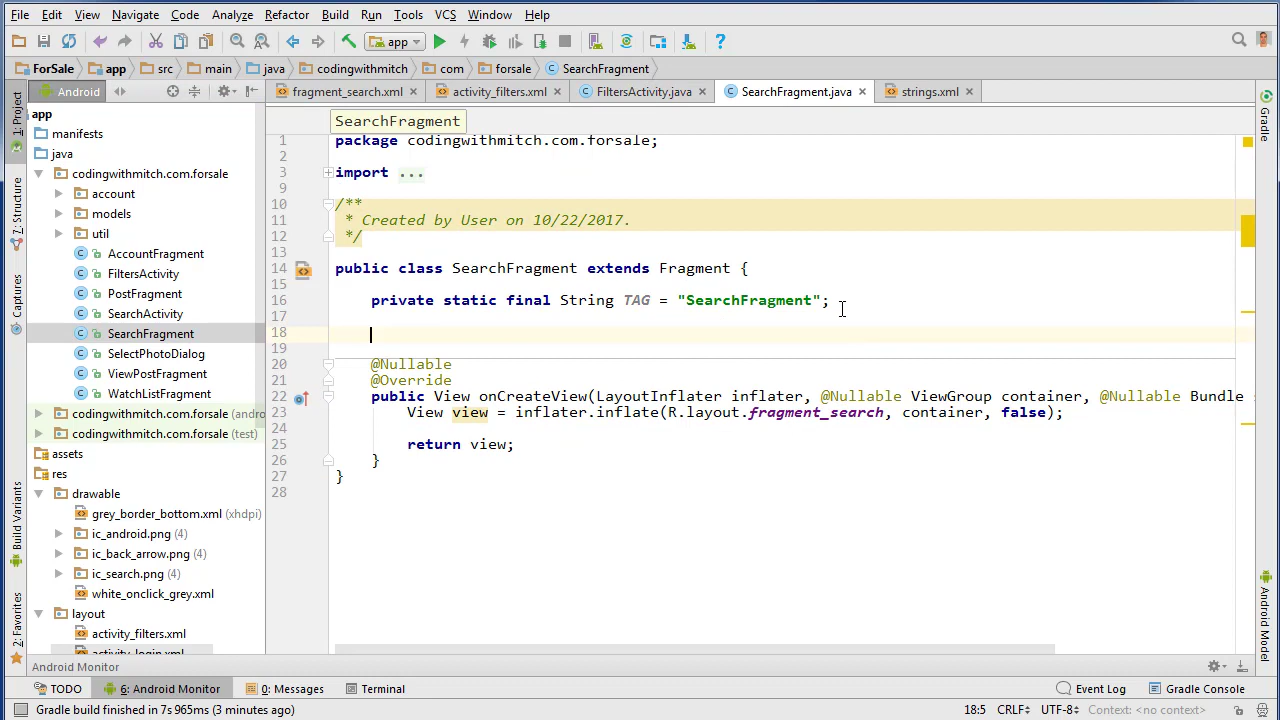 File Edit View Navigate Code Analyze Refactor Build Run Tools VCS Window Help
app
ForSale app src main java codingwithmitch com forsale SearchFragment
1: Project
Z: Structure
Captures
Build Variants
2: Favorites
Android
app
manifests
java
codingwithmitch.com.forsale
account
models
util
AccountFragment
FiltersActivity
PostFragment
SearchActivity
SearchFragment
SelectPhotoDialog
ViewPostFragment
WatchListFragment
codingwithmitch.com.forsale (andro
codingwithmitch.com.forsale (test)
assets
res
drawable
grey_border_bottom.xml (xhdpi)
ic_android.png (4)
ic_back_arrow.png (4)
ic_search.png (4)
white_onclick_grey.xml
layout
activity_filters.xml
activity_login.xml
fragment_search.xml activity_filters.xml FiltersActivity.java SearchFragment.java strings.xml
SearchFragment
1 package codingwithmitch.com.forsale;
2
3 import ...
9
10 /**
11 * Created by User on 10/22/2017.
12 */
13
14 public class SearchFragment extends Fragment {
15
16 private static final String TAG = "SearchFragment";
17
18
19
20 @Nullable
21 @Override
22 public View onCreateView(LayoutInflater inflater, @Nullable ViewGroup container, @Nullable Bundle s
23 View view = inflater.inflate(R.layout.fragment_search, container, false);
24
25 return view;
26 }
27 }
28
Gradle
Android Model
Android Monitor
TODO 6: Android Monitor 0: Messages Terminal Event Log Gradle Console
Gradle build finished in 7s 965ms (3 minutes ago) 18:5 CRLF UTF-8 Context: <no context>